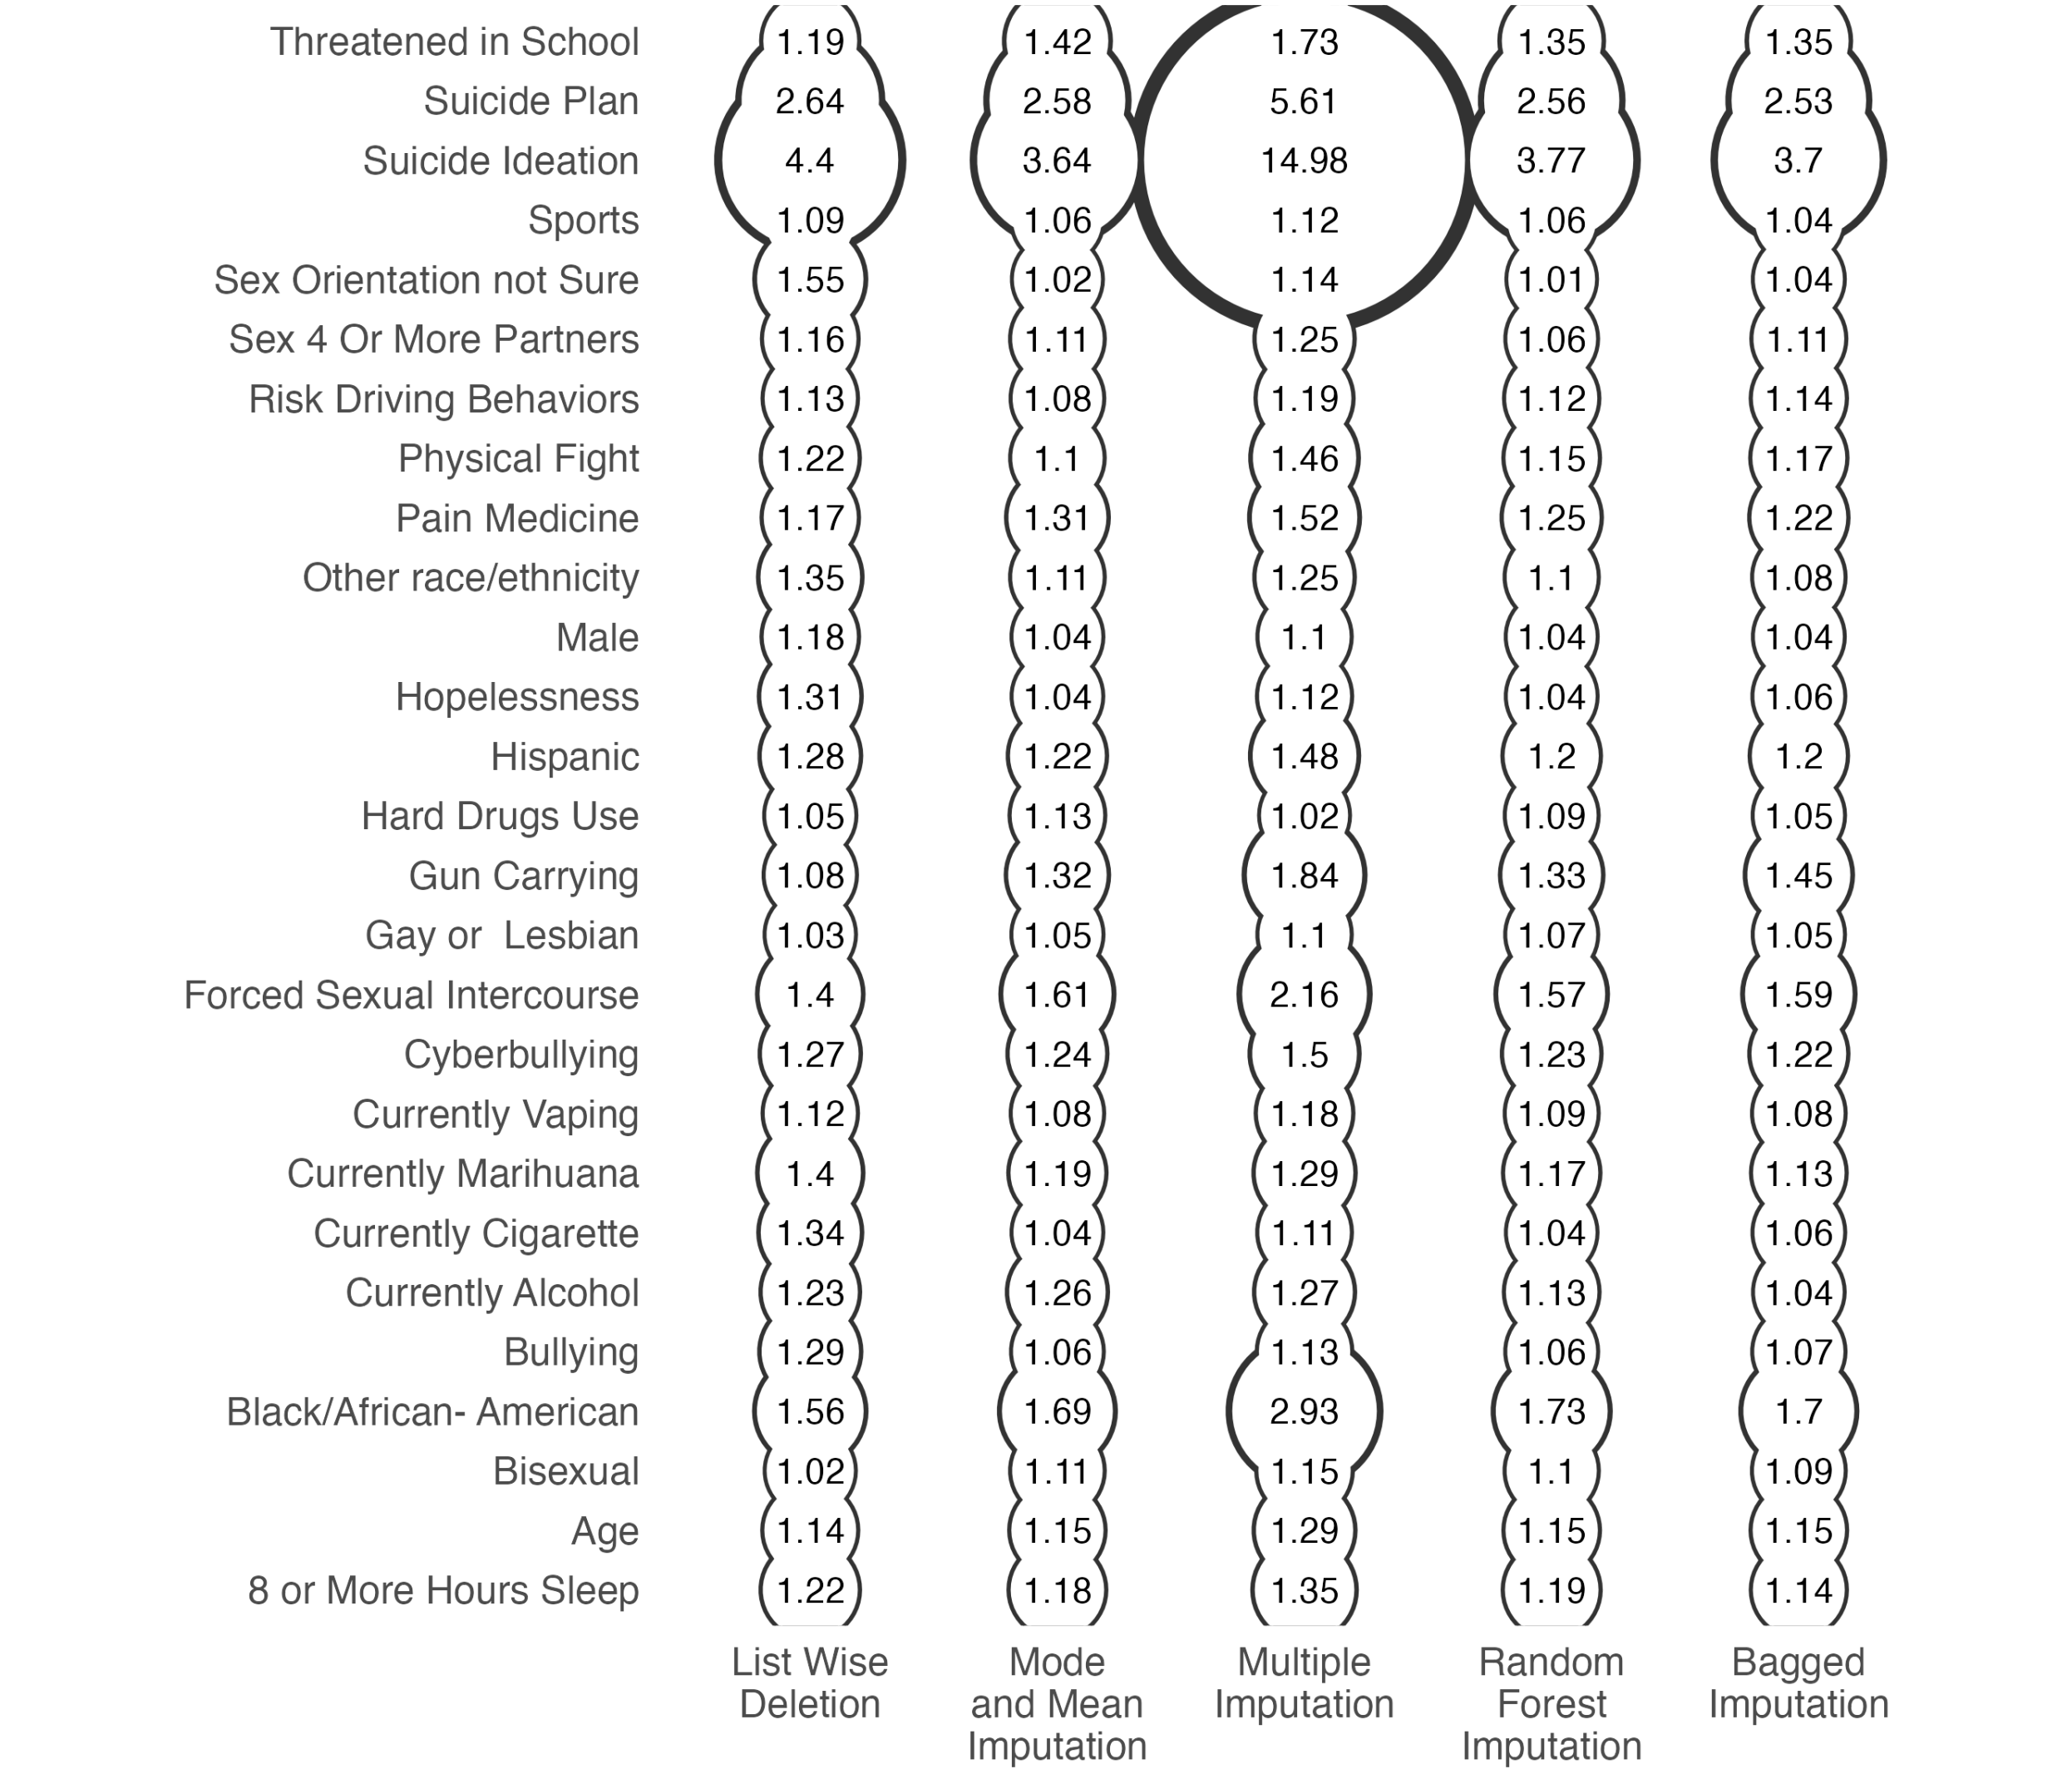 Threatened in School 1.19 1.42 1.73 1.35 1.35
Suicide Plan 2.64 2.58 5.61 2.56 2.53
Suicide Ideation 4.4 3.64 14.98 3.77 3.7
Sports 1.09 1.06 1.12 1.06 1.04
Sex Orientation not Sure 1.55 1.02 1.14 1.01 1.04
Sex 4 Or More Partners 1.16 1.11 1.25 1.06 1.11
Risk Driving Behaviors 1.13 1.08 1.19 1.12 1.14
Physical Fight 1.22 1.1 1.46 1.15 1.17
Pain Medicine 1.17 1.31 1.52 1.25 1.22
Other race/ethnicity 1.35 1.11 1.25 1.1 1.08
Male 1.18 1.04 1.1 1.04 1.04
Hopelessness 1.31 1.04 1.12 1.04 1.06
Hispanic 1.28 1.22 1.48 1.2 1.2
Hard Drugs Use 1.05 1.13 1.02 1.09 1.05
Gun Carrying 1.08 1.32 1.84 1.33 1.45
Gay or  Lesbian 1.03 1.05 1.1 1.07 1.05
Forced Sexual Intercourse 1.4 1.61 2.16 1.57 1.59
Cyberbullying 1.27 1.24 1.5 1.23 1.22
Currently Vaping 1.12 1.08 1.18 1.09 1.08
Currently Marihuana 1.4 1.19 1.29 1.17 1.13
Currently Cigarette 1.34 1.04 1.11 1.04 1.06
Currently Alcohol 1.23 1.26 1.27 1.13 1.04
Bullying 1.29 1.06 1.13 1.06 1.07
Black/African- American 1.56 1.69 2.93 1.73 1.7
Bisexual 1.02 1.11 1.15 1.1 1.09
Age 1.14 1.15 1.29 1.15 1.15
8 or More Hours Sleep 1.22 1.18 1.35 1.19 1.14
List Wise Mode Multiple Random Bagged
Deletion and Mean Imputation Forest Imputation
Imputation Imputation